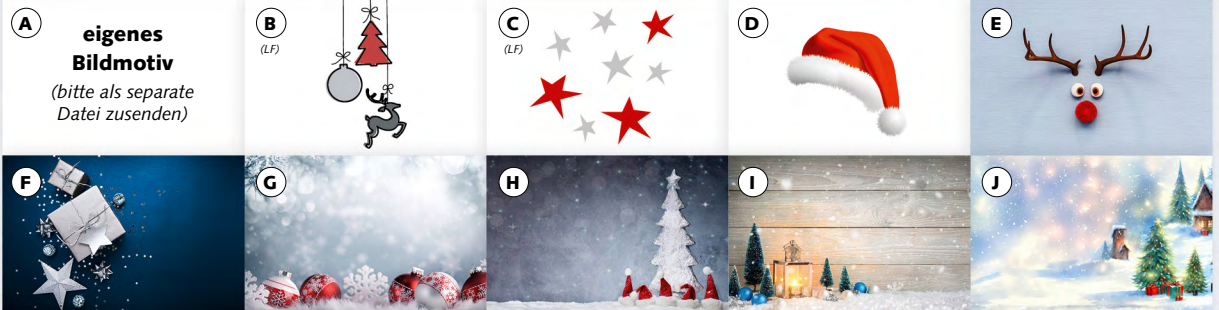 A
eigenes
Bildmotiv
(bitte als separate
Datei zusenden)
B
(LF)
C
(LF)
D
E
F
G
H
I
J